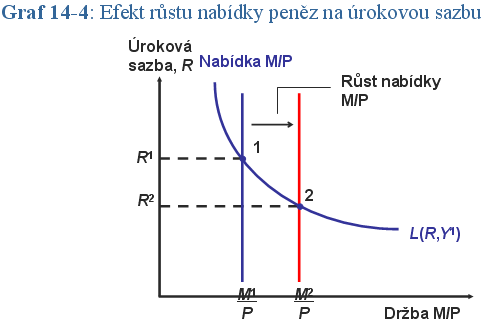 Graf 14-4: Efekt růstu nabídky peněz na úrokovou sazbu
Úroková
sazba, R
Nabídka M/P
Růst nabídky
M/P
1
R¹
2
R²
L(R,Y¹)
M¹
P
M²
P
Držba M/P